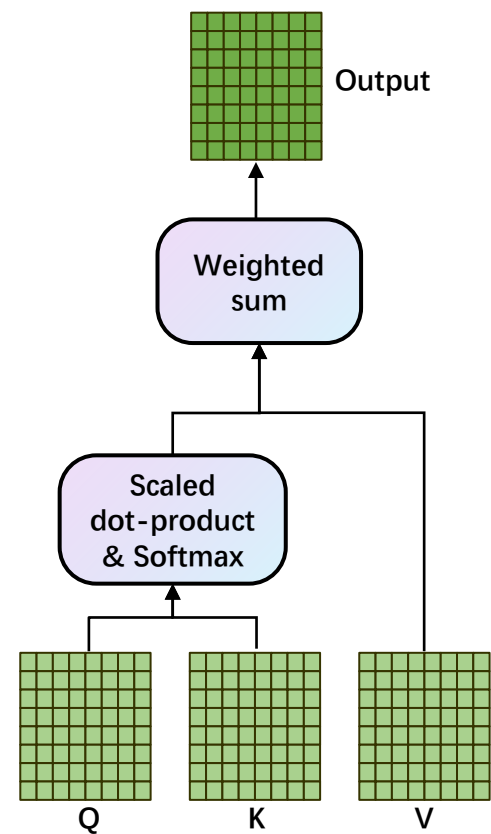 Output
Weighted
sum
Scaled
dot-product
& Softmax
Q
K
V